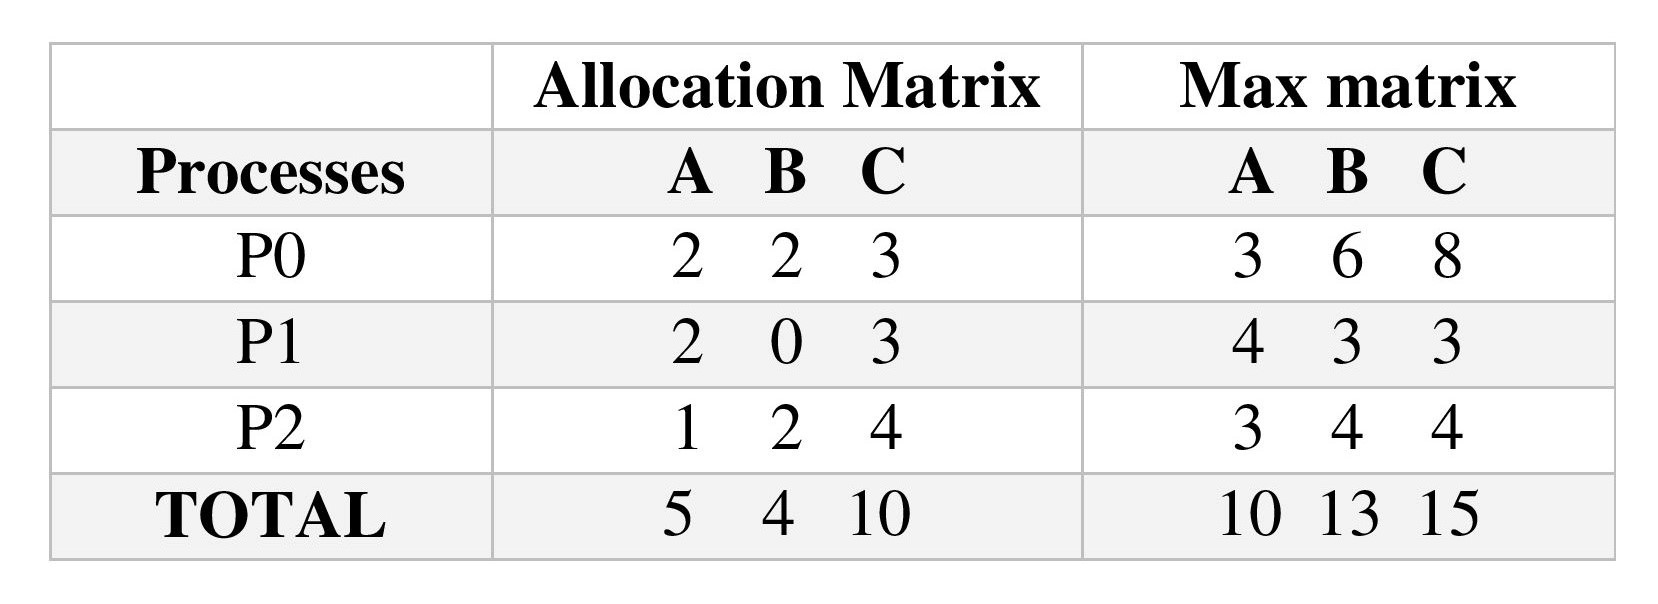 Allocation Matrix Max matrix
Processes A B C A B C
P0 2 2 3 3 6 8
P1 2 0 3 4 3 3
P2 1 2 4 3 4 4
TOTAL 5 4 10 10 13 15